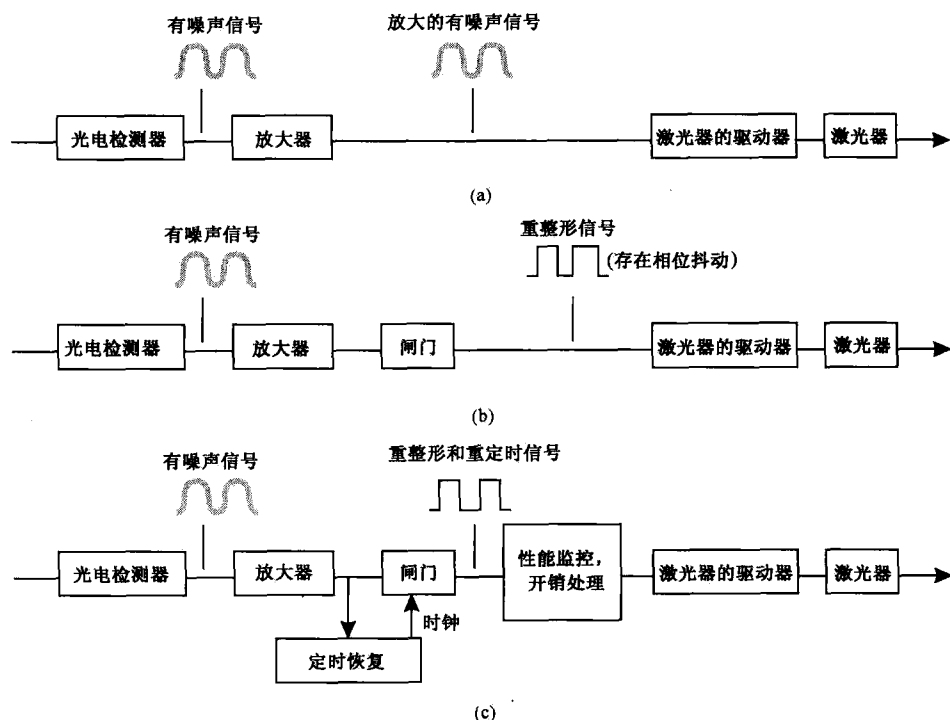 有噪声信号
放大的有噪声信号
光电检测器
放大器
激光器的驱动器
激光器
(a)
有噪声信号
重整形信号
(存在相位抖动)
光电检测器
放大器
闸门
激光器的驱动器
激光器
(b)
有噪声信号
重整形和重定时信号
光电检测器
放大器
闸门
性能监控，
开销处理
激光器的驱动器
激光器
时钟
定时恢复
(c)